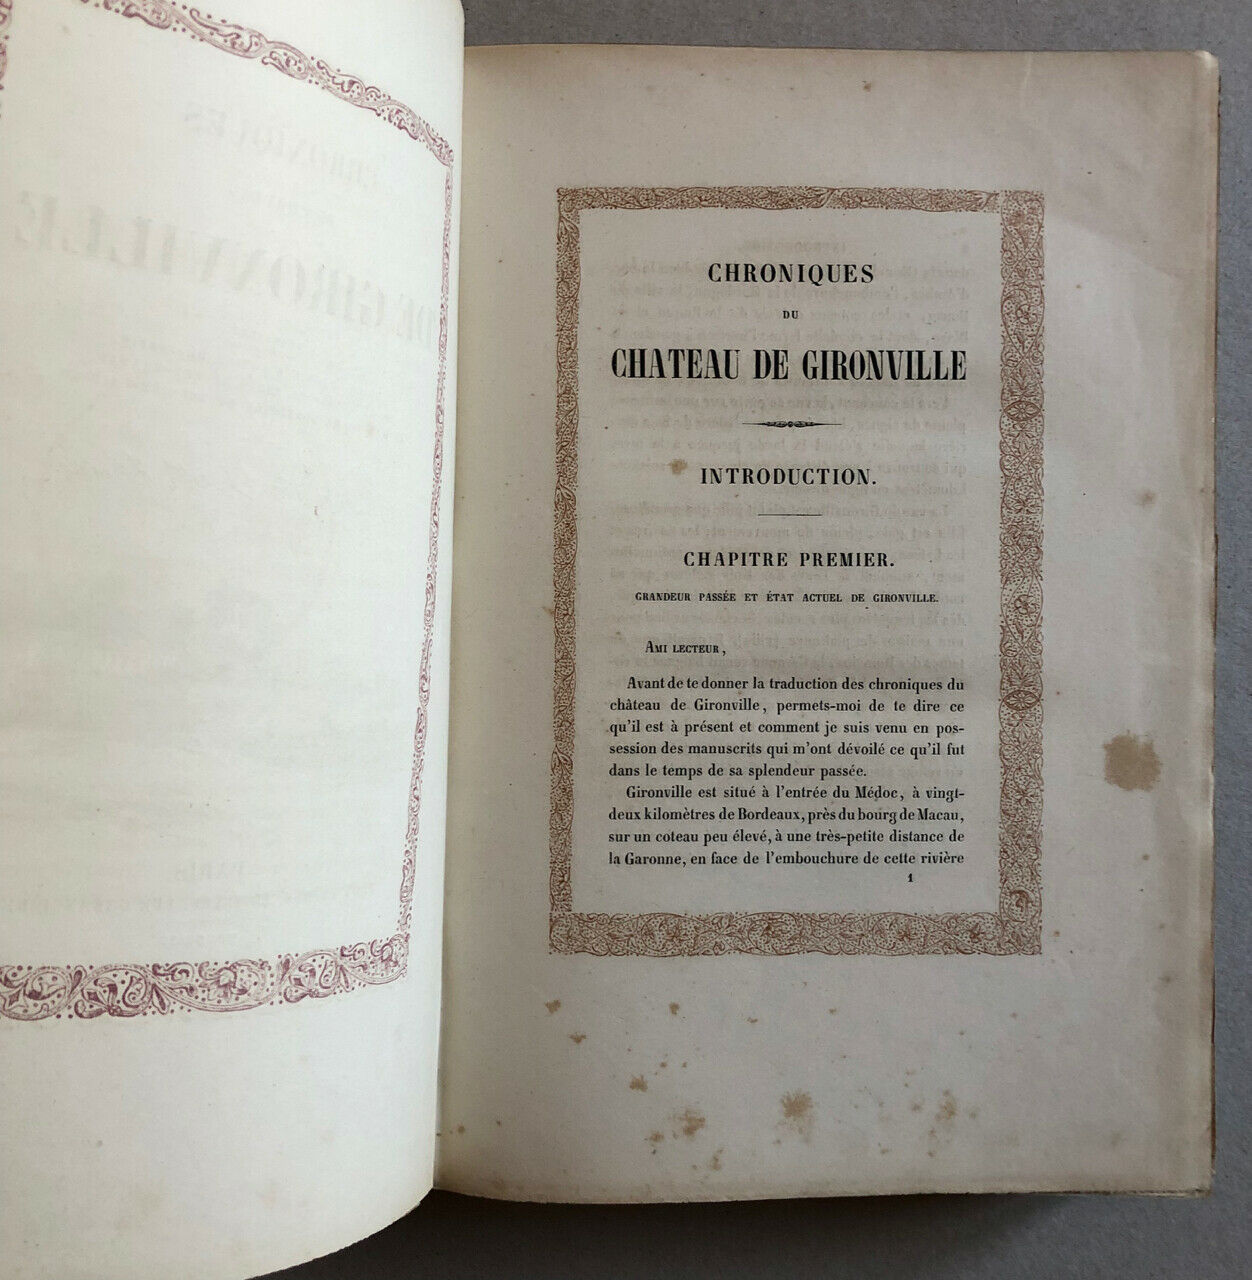 CHRONIQUES
DU
CHATEAU DE GIRONVILLE
INTRODUCTION.
CHAPITRE PREMIER.
GRANDEUR PASSÉE ET ÉTAT ACTUEL DE GIRONVILLE.
AMI LECTEUR,
Avant de te donner la traduction des chroniques du
château de Gironville, permets-moi de te dire ce
qu'il est à présent et comment je suis venu en pos-
session des manuscrits qui m'ont dévoilé ce qu'il fut
dans le temps de sa splendeur passée.
Gironville est situé à l'entrée du Médoc, à vingt-
deux kilomètres de Bordeaux, près du bourg de Macau,
sur un coteau peu élevé, à une très-petite distance de
la Garonne, en face de l'embouchure de cette rivière
1